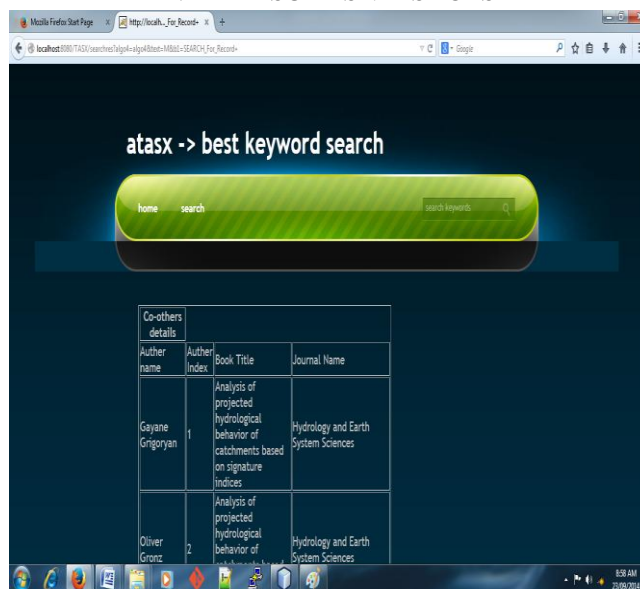 Mozilla Firefox Start Page
http://localh..._For_Record+
localhost:8080/TASX/searchres?algo4=algo4&text=M&b1=SEARCH_For_Record+
Google
atasx -> best keyword search
home search search keywords
Co-others
details
Auther
name
Auther
Index
Book Title
Journal Name
Gayane
Grigoryan
1
Analysis of
projected
hydrological
behavior of
catchments based
on signature
indices
Hydrology and Earth
System Sciences
Oliver
Gronz
2
Analysis of
projected
hydrological
behavior of
Hydrology and Earth
System Sciences
8:58 AM
23/09/2014